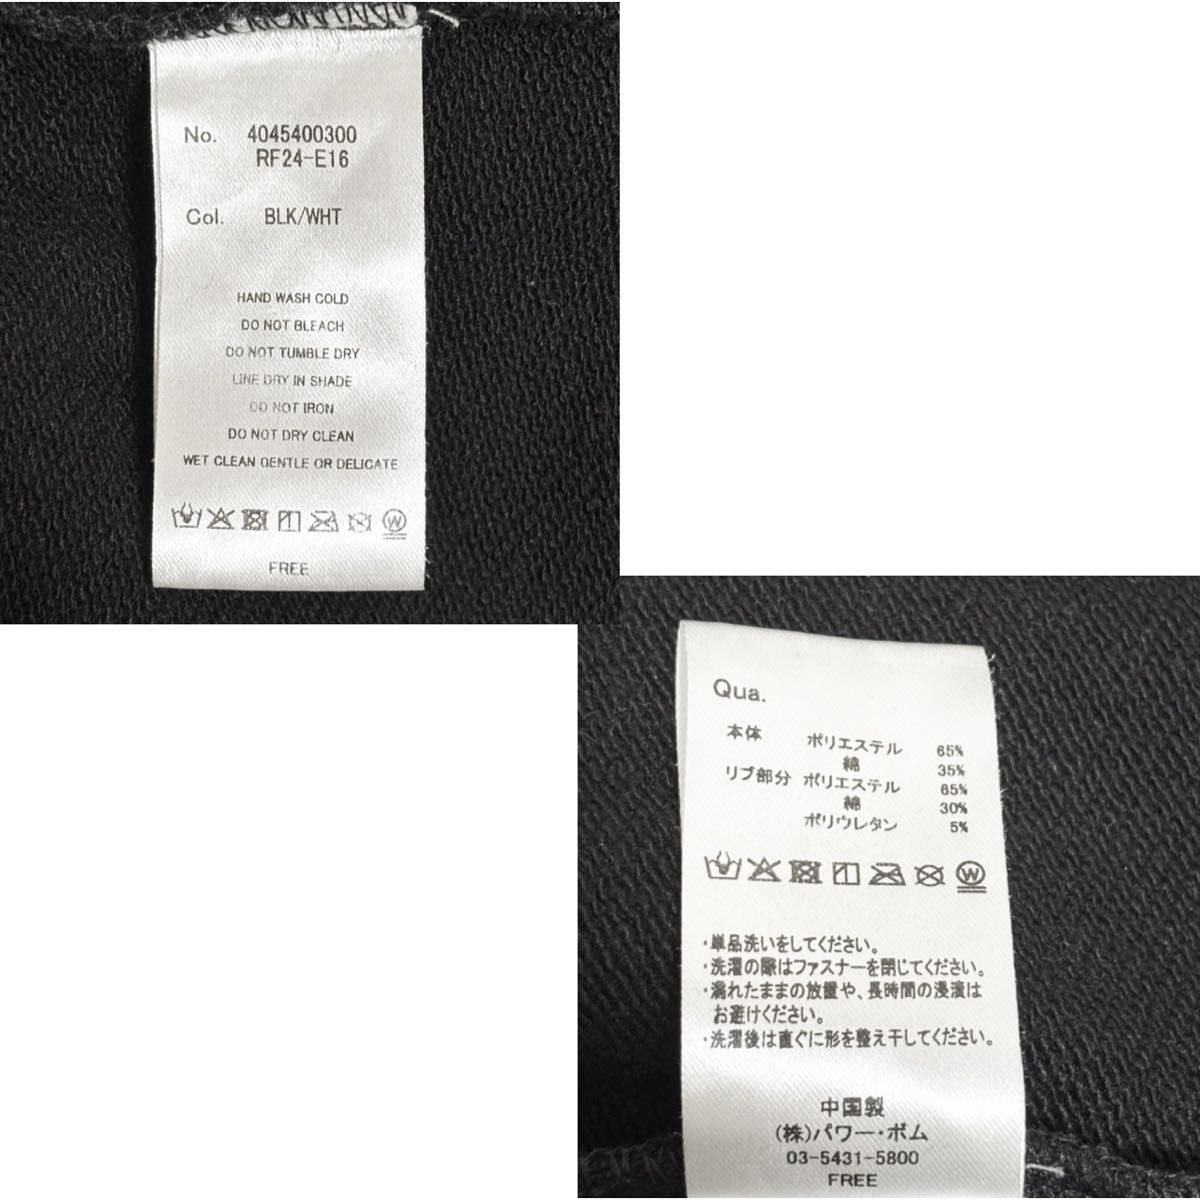 No. 4045400300
RF24-E16
Col. BLK/WHT
HAND WASH COLD
DO NOT BLEACH
DO NOT TUMBLE DRY
LINE DRY IN SHADE
DO NOT IRON
DO NOT DRY CLEAN
WET CLEAN GENTLE OR DELICATE
W
FREE
Qua.
本体 ポリエステル 65%
綿 35%
リブ部分 ポリエステル 65%
綿 30%
ポリウレタン 5%
W
・単品洗いをしてください。
・洗濯の際はファスナーを閉じてください。
・濡れたままの放置や、長時間の浸漬は
お避けください。
・洗濯後は直ぐに形を整え干してください。
中国製
(株)パワー・ボム
03-5431-5800
FREE